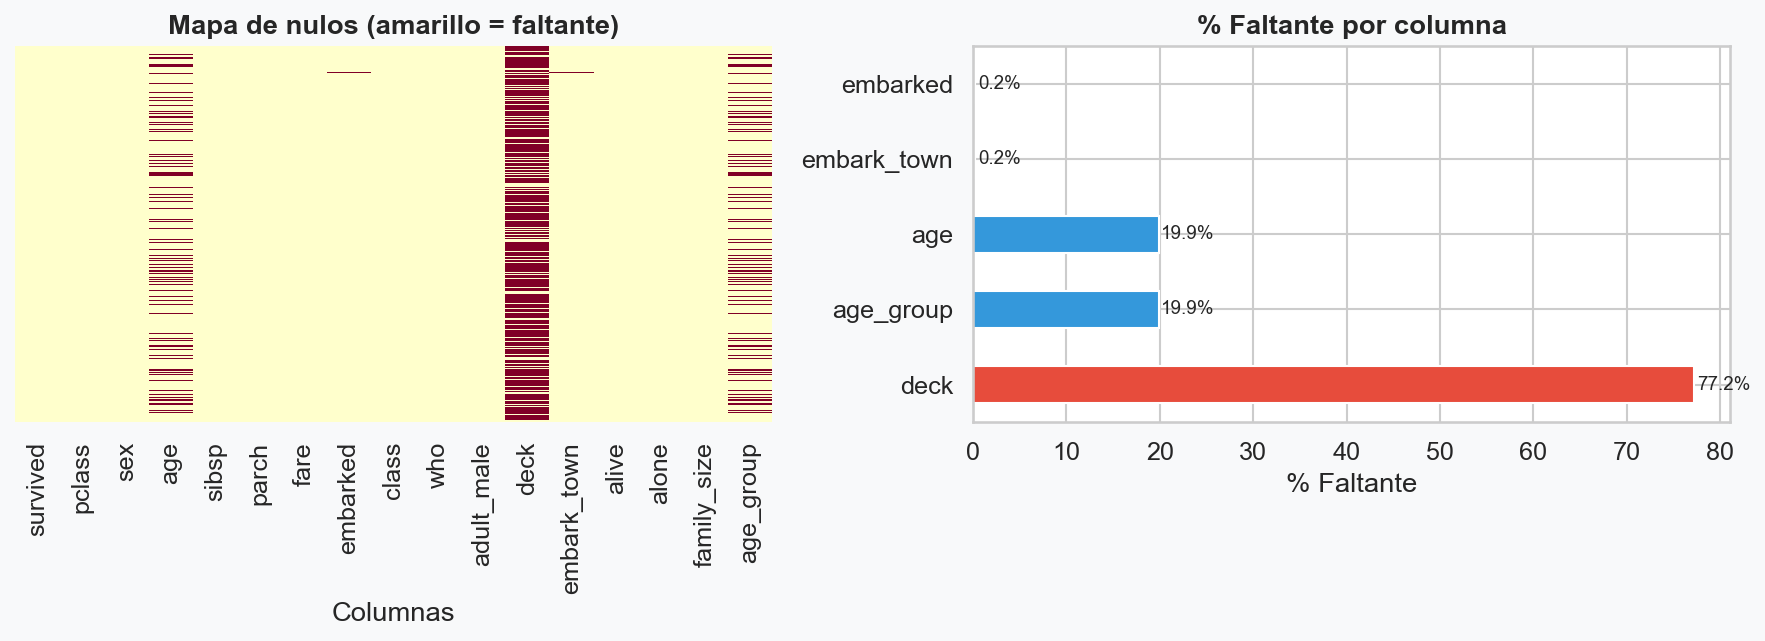 Mapa de nulos (amarillo = faltante)
survived
pclass
sex
age
sibsp
parch
fare
embarked
class
who
adult_male
deck
embark_town
alive
alone
family_size
age_group
Columnas
% Faltante por columna
embarked 0.2%
embark_town 0.2%
age 19.9%
age_group 19.9%
deck 77.2%
0 10 20 30 40 50 60 70 80
% Faltante